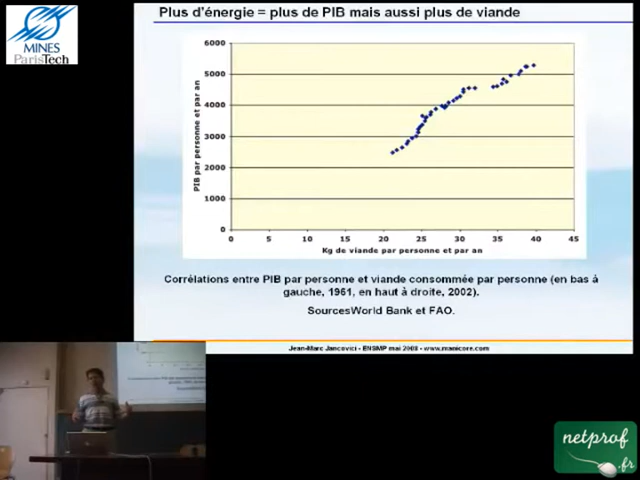 Plus d'énergie = plus de PIB mais aussi plus de viande
MINES
ParisTech
6000
5000
4000
3000
2000
1000
0
PIB par personne et par an
0 5 10 15 20 25 30 35 40 45
Kg de viande par personne et par an
Corrélations entre PIB par personne et viande consommée par personne (en bas à
gauche, 1961, en haut à droite, 2002).
SourcesWorld Bank et FAO.
Jean-Marc Jancovici - ENSMP mai 2008 - www.manicore.com
netprof
.fr